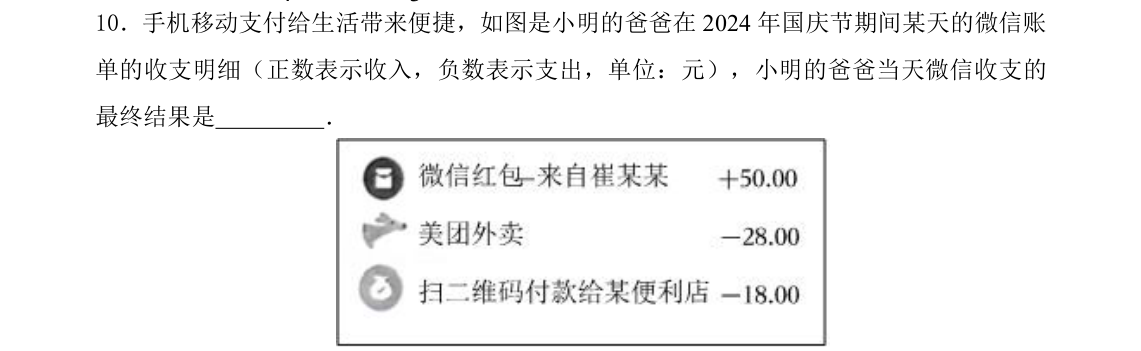 10．手机移动支付给生活带来便捷，如图是小明的爸爸在 2024 年国庆节期间某天的微信账
单的收支明细（正数表示收入，负数表示支出，单位：元），小明的爸爸当天微信收支的
最终结果是_________．
微信红包–来自崔某某 +50.00
美团外卖 −28.00
扫二维码付款给某便利店 −18.00